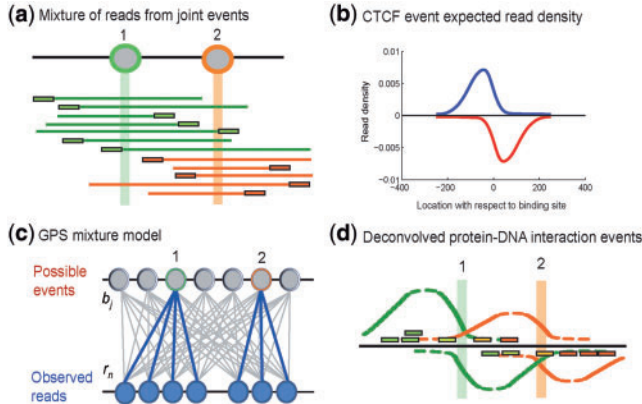 (a) Mixture of reads from joint events
1 2
(b) CTCF event expected read density
0.01
0.005
0
-0.005
-0.01
Read density
-400 -200 0 200 400
Location with respect to binding site
(c) GPS mixture model
1 2
Possible
events
bj
rn
Observed
reads
(d) Deconvolved protein-DNA interaction events
1 2